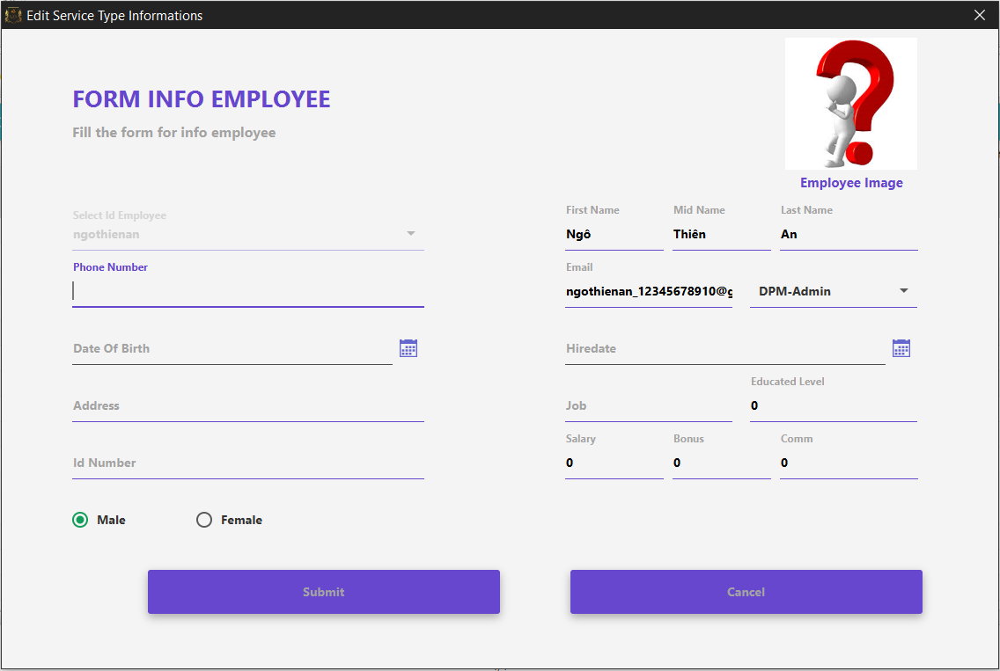 Edit Service Type Informations
FORM INFO EMPLOYEE
Fill the form for info employee
Employee Image
Select Id Employee
ngothienan
First Name Mid Name Last Name
Ngô Thiên An
Phone Number
Email
ngothienan_12345678910@g DPM-Admin
Date Of Birth
Hiredate
Educated Level
Address
Job
0
Salary Bonus Comm
Id Number
0 0 0
Male Female
Submit Cancel